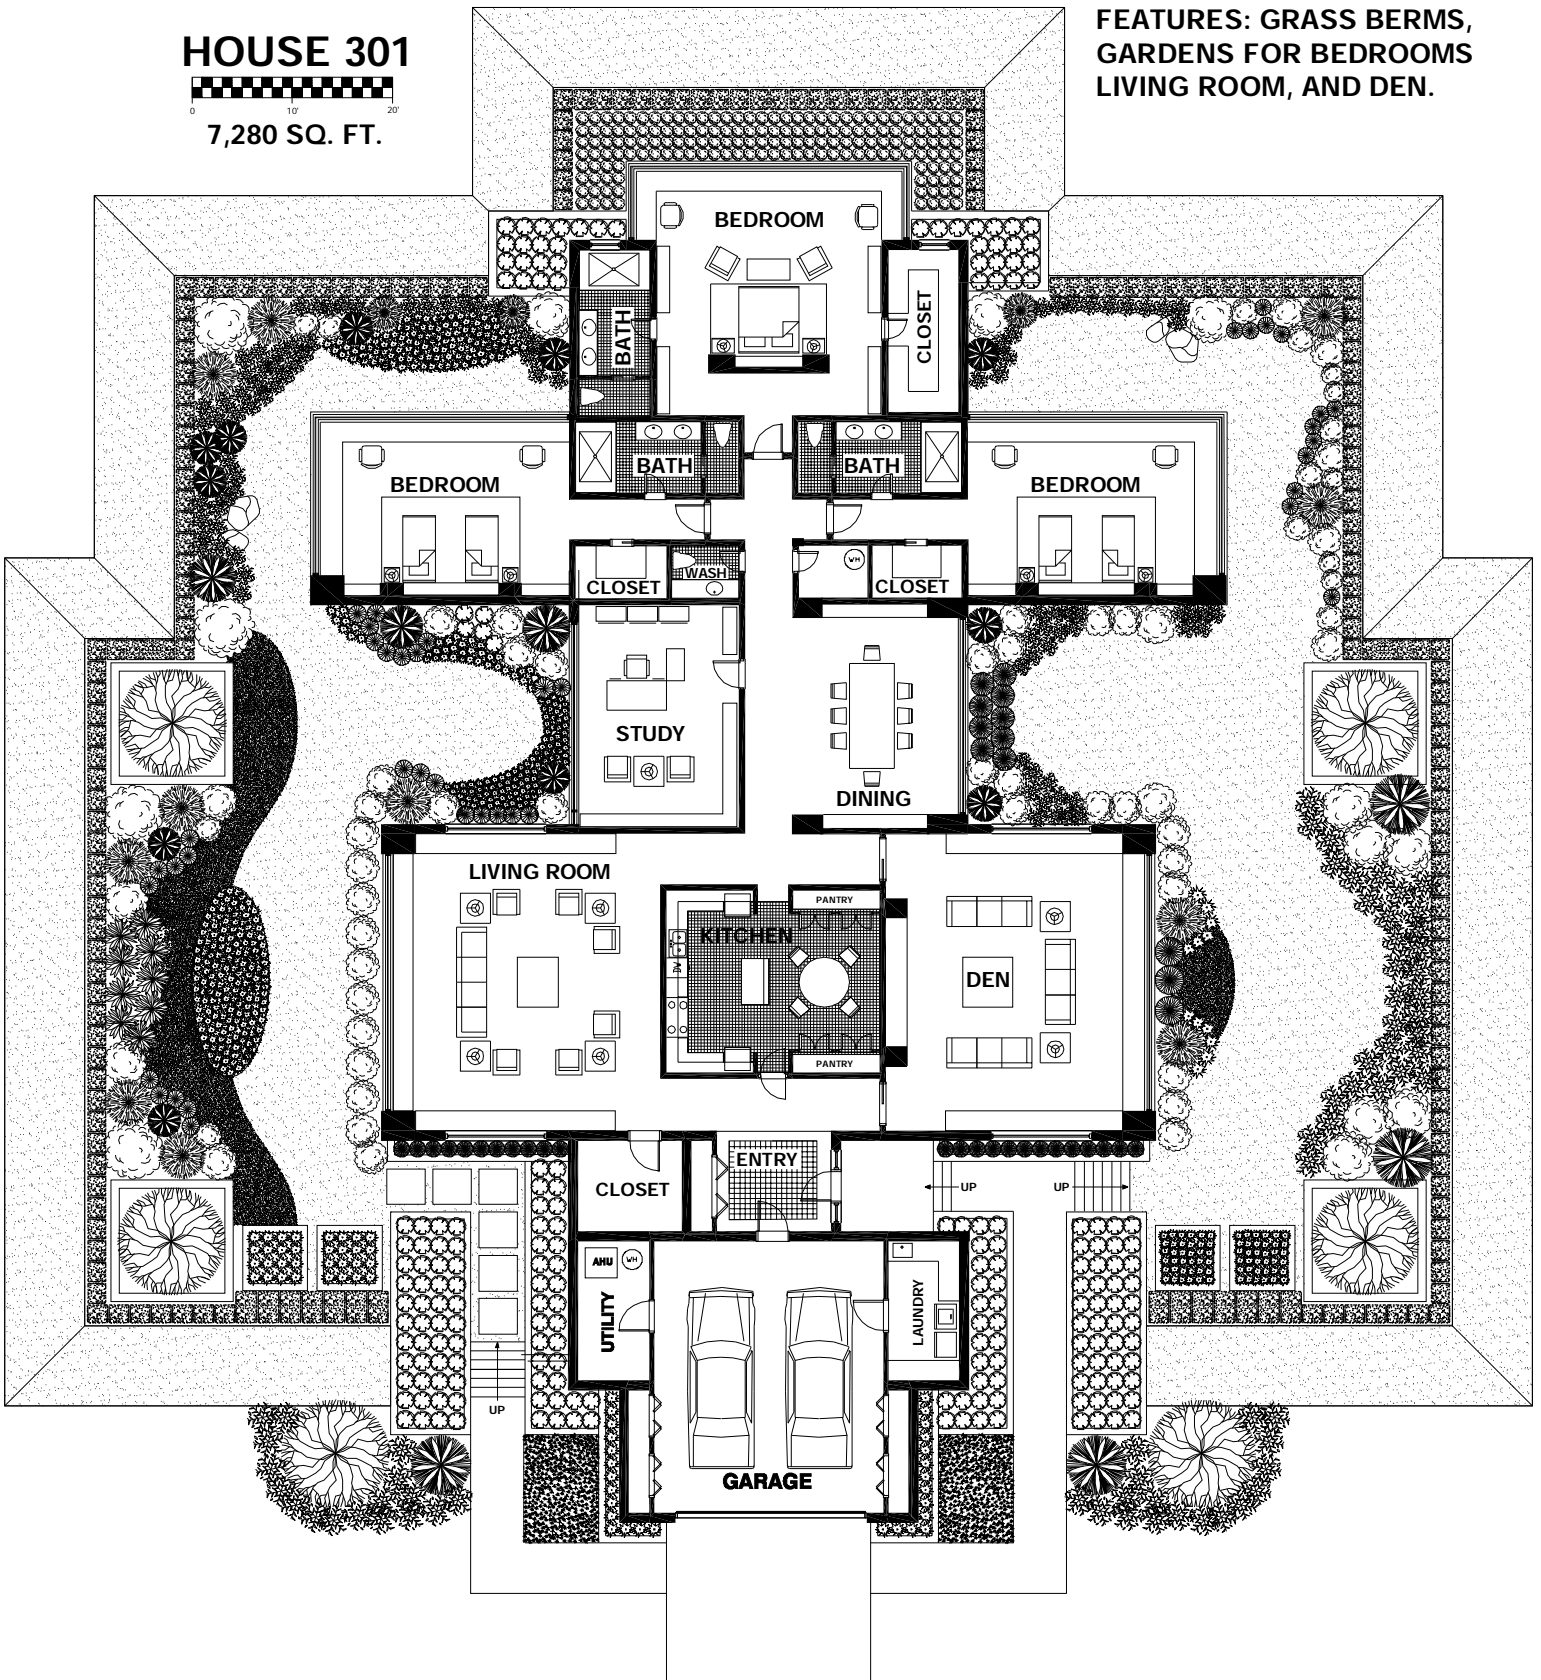 HOUSE 301
0 10' 20'
7,280 SQ. FT.
FEATURES: GRASS BERMS,
GARDENS FOR BEDROOMS
LIVING ROOM, AND DEN.
BEDROOM
BATH
CLOSET
BATH
BATH
BEDROOM
BEDROOM
CLOSET
WASH
WH
CLOSET
STUDY
DINING
LIVING ROOM
PANTRY
KITCHEN
DW
DEN
PANTRY
ENTRY
CLOSET
UP
UP
AHU
WH
UTILITY
LAUNDRY
UP
GARAGE